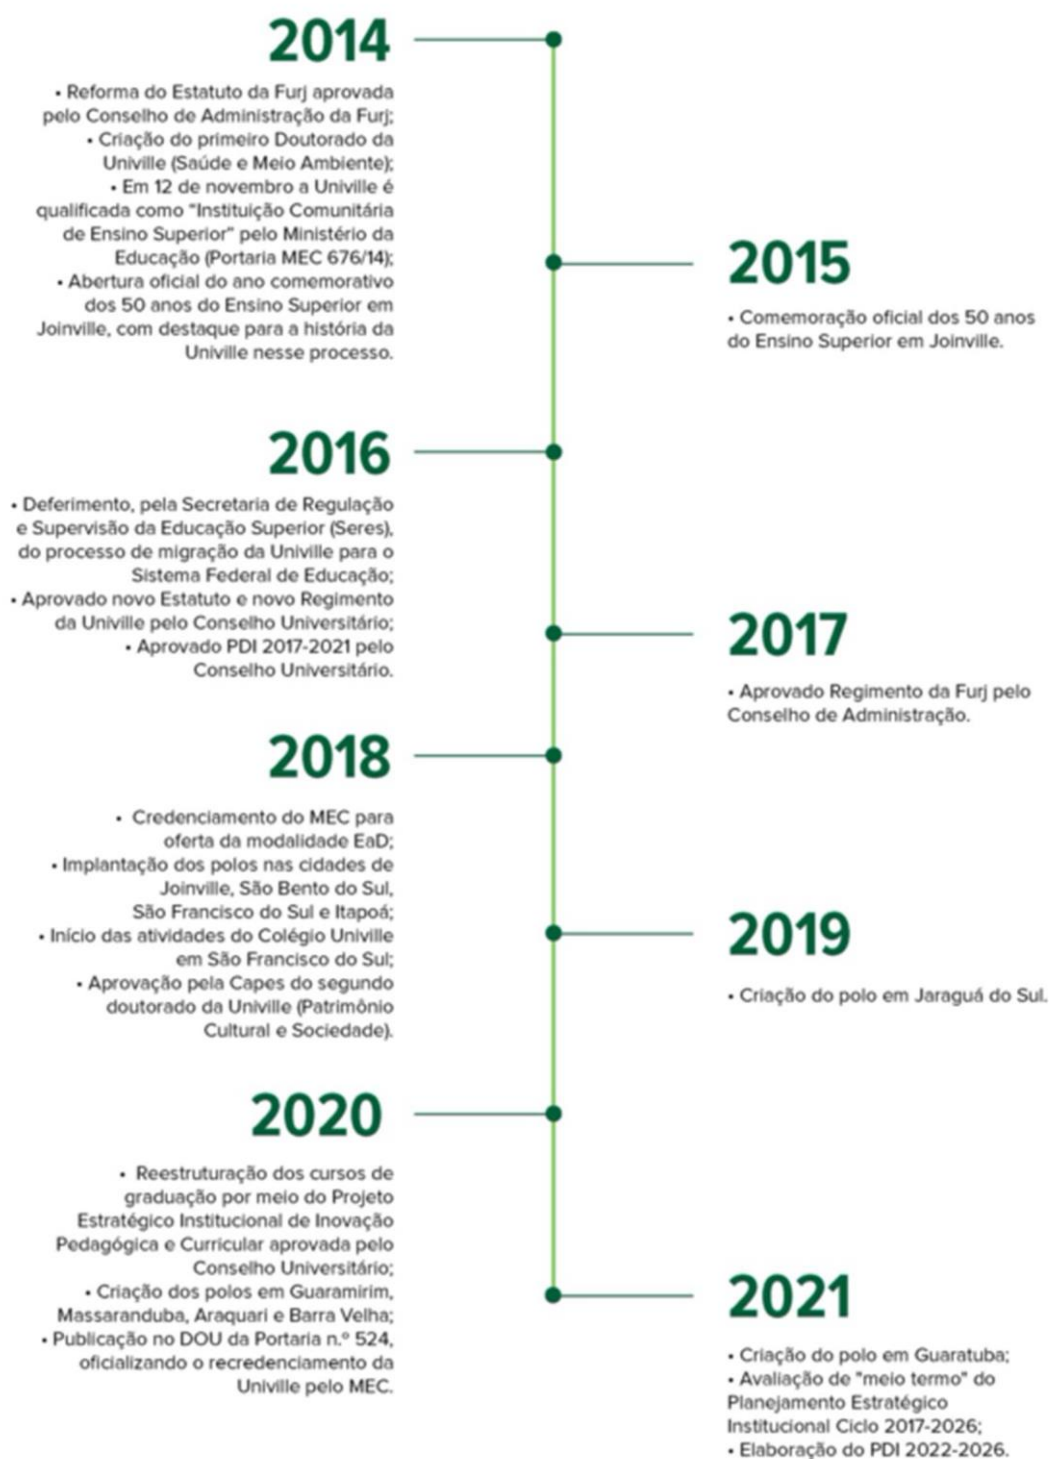 2014
• Reforma do Estatuto da Furj aprovada
pelo Conselho de Administração da Furj;
• Criação do primeiro Doutorado da
Univille (Saúde e Meio Ambiente);
• Em 12 de novembro a Univille é
qualificada como "Instituição Comunitária
de Ensino Superior" pelo Ministério da
Educação (Portaria MEC 676/14);
• Abertura oficial do ano comemorativo
dos 50 anos do Ensino Superior em
Joinville, com destaque para a história da
Univille nesse processo.
2015
• Comemoração oficial dos 50 anos
do Ensino Superior em Joinville.
2016
• Deferimento, pela Secretaria de Regulação
e Supervisão da Educação Superior (Seres),
do processo de migração da Univille para o
Sistema Federal de Educação;
• Aprovado novo Estatuto e novo Regimento
da Univille pelo Conselho Universitário;
• Aprovado PDI 2017-2021 pelo
Conselho Universitário.
2017
• Aprovado Regimento da Furj pelo
Conselho de Administração.
2018
• Credenciamento do MEC para
oferta da modalidade EaD;
• Implantação dos polos nas cidades de
Joinville, São Bento do Sul,
São Francisco do Sul e Itapoá;
• Início das atividades do Colégio Univille
em São Francisco do Sul;
• Aprovação pela Capes do segundo
doutorado da Univille (Patrimônio
Cultural e Sociedade).
2019
• Criação do polo em Jaraguá do Sul.
2020
• Reestruturação dos cursos de
graduação por meio do Projeto
Estratégico Institucional de Inovação
Pedagógica e Curricular aprovada pelo
Conselho Universitário;
• Criação dos polos em Guaramirim,
Massaranduba, Araquari e Barra Velha;
• Publicação no DOU da Portaria n.º 524,
oficializando o recredenciamento da
Univille pelo MEC.
2021
• Criação do polo em Guaratuba;
• Avaliação de "meio termo" do
Planejamento Estratégico
Institucional Ciclo 2017-2026;
• Elaboração do PDI 2022-2026.